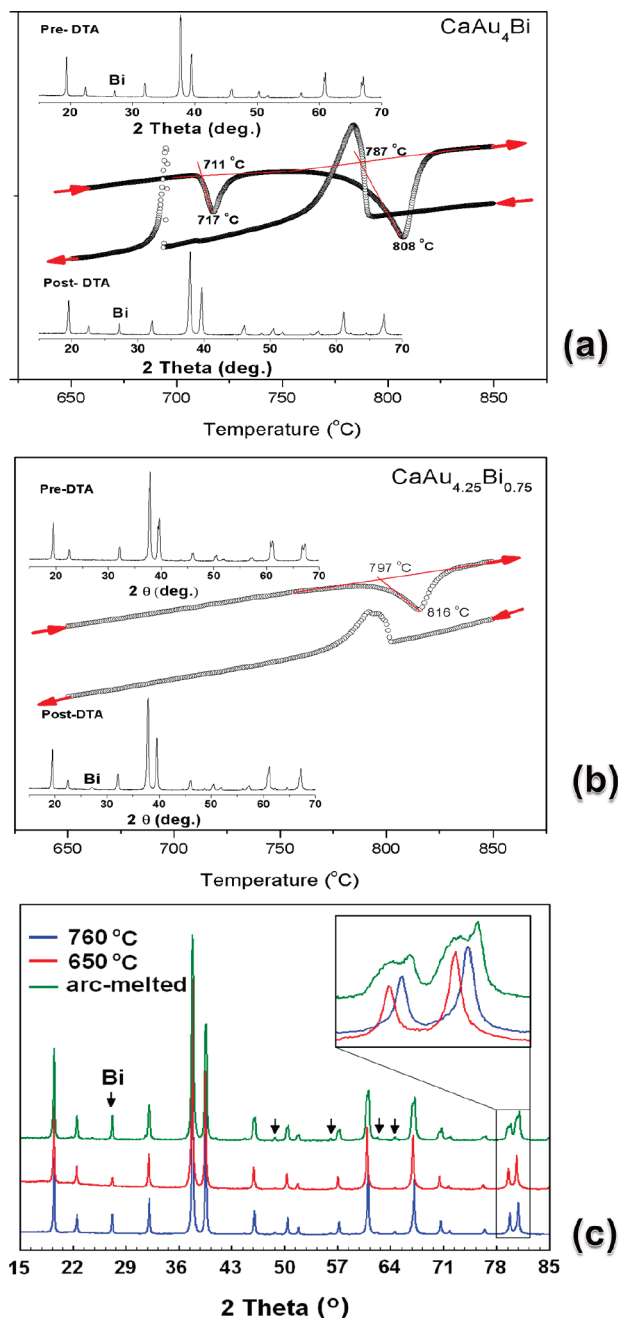 Pre- DTA
CaAu4Bi
Bi
20 30 40 50 60 70
2 Theta (deg.)
711 °C
787 °C
717 °C
808 °C
Post- DTA
Bi
20 30 40 50 60 70
2 Theta (deg.)
(a)
650 700 750 800 850
Temperature (°C)
Pre-DTA
CaAu4.25Bi0.75
20 30 40 50 60 70
2 θ (deg.)
797 °C
816 °C
Post-DTA
Bi
20 30 40 50 60 70
2 θ (deg.)
(b)
650 700 750 800 850
Temperature (°C)
760 °C
650 °C
arc-melted
Bi
(c)
15 22 29 36 43 50 57 64 71 78 85
2 Theta (º)